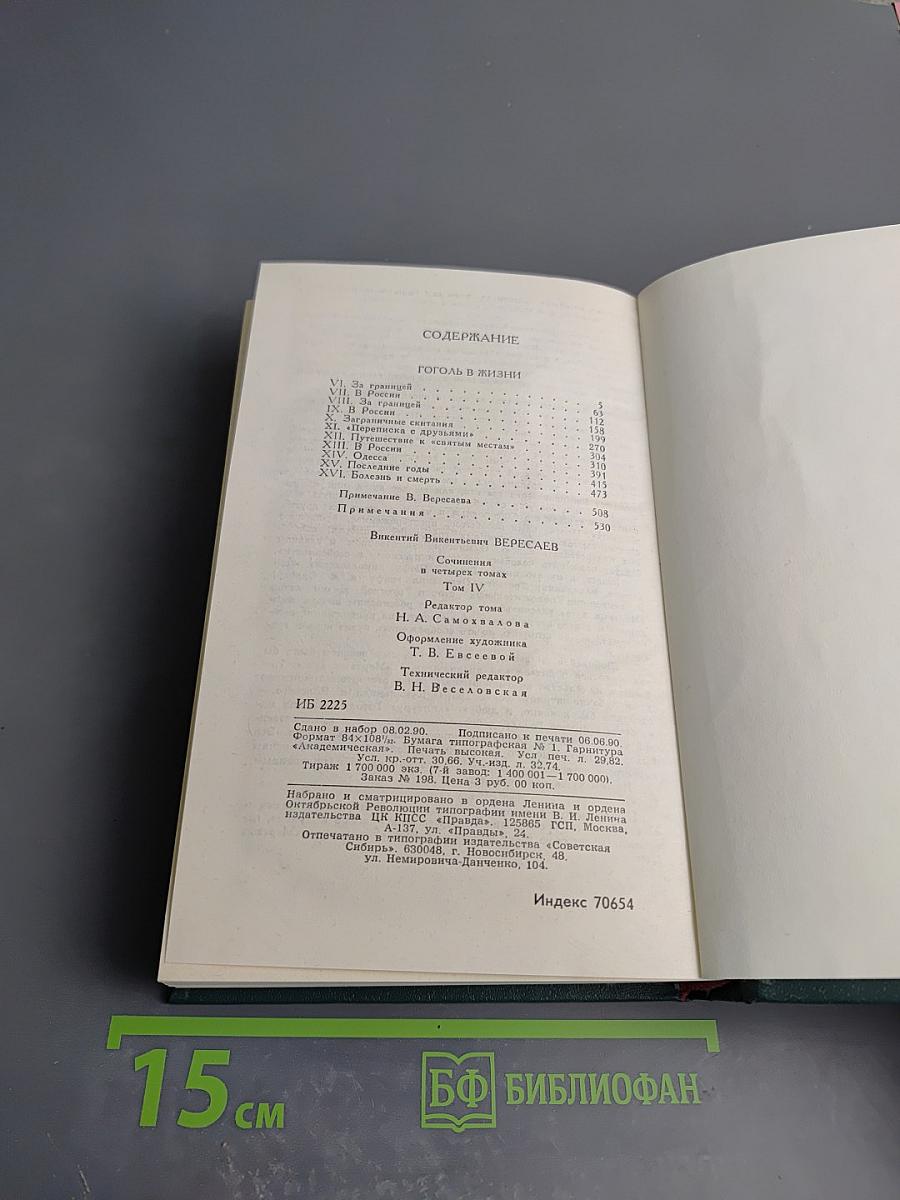 СОДЕРЖАНИЕ
ГОГОЛЬ В ЖИЗНИ
VI. За границей . . . . . . . . . . . . 5
VII. В России . . . . . . . . . . . . 63
VIII. За границей . . . . . . . . . . . . 112
IX. В России . . . . . . . . . . . . 158
X. Заграничные скитания . . . . . . . . . 199
XI. «Переписка с друзьями» . . . . . . . . 270
XII. Путешествие к «святым местам» . . . . . 304
XIII. В России . . . . . . . . . . . . 310
XIV. Одесса . . . . . . . . . . . . 391
XV. Последние годы . . . . . . . . . . 415
XVI. Болезнь и смерть . . . . . . . . . . 473
Примечание В. Вересаева . . . . . . . . 508
Примечания . . . . . . . . . . . 530
Викентий Викентьевич ВЕРЕСАЕВ
Сочинения
в четырех томах
Том IV
Редактор тома
Н. А. Самохвалова
Оформление художника
Т. В. Евсеевой
Технический редактор
В. Н. Веселовская
ИБ 2225
Сдано в набор 08.02.90. Подписано к печати 06.06.90.
Формат 84×108¹/₃₂. Бумага типографская № 1. Гарнитура
«Академическая». Печать высокая. Усл. печ. л. 29,82.
Усл. кр.-отт. 30,66. Уч.-изд. л. 32,74.
Тираж 1 700 000 экз. (7-й завод: 1 400 001—1 700 000).
Заказ № 198. Цена 3 руб. 00 коп.
Набрано и сматрицировано в ордена Ленина и ордена
Октябрьской Революции типографии имени В. И. Ленина
издательства ЦК КПСС «Правда». 125865 ГСП, Москва,
А-137, ул. «Правды», 24.
Отпечатано в типографии издательства «Советская
Сибирь». 630048, г. Новосибирск, 48,
ул. Немировича-Данченко, 104.
Индекс 70654
15 см
БФ БИБЛИОФАН